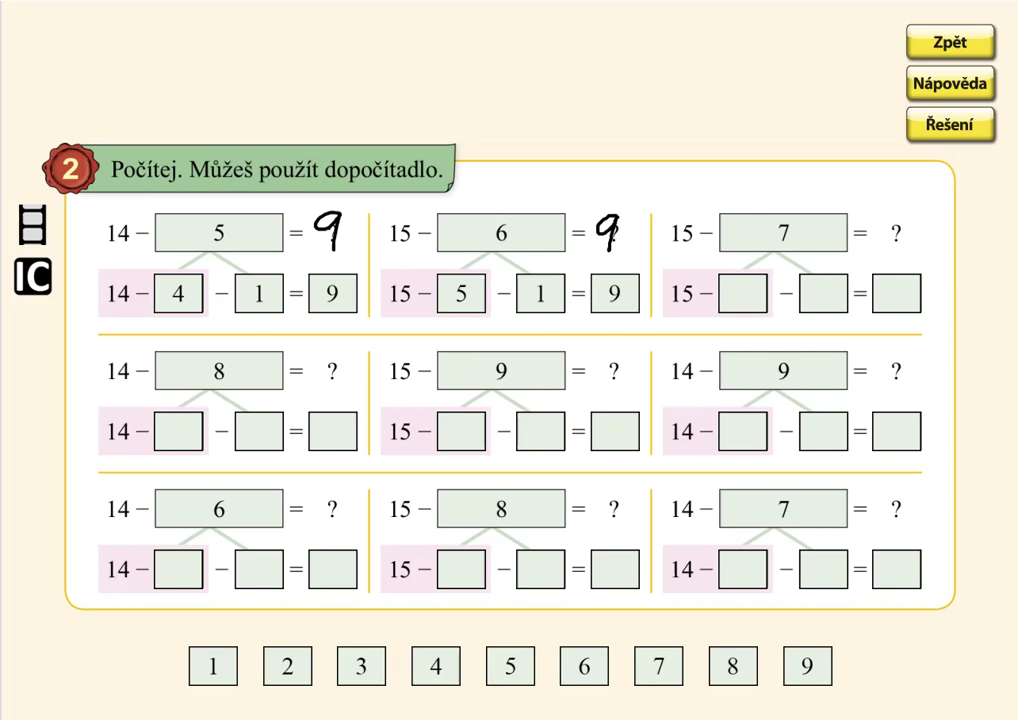 Zpět
Nápověda
Řešení
2 Počítej. Můžeš použít dopočítadlo.
14 − 5 = 9 15 − 6 = 9 15 − 7 = ?
IC
14 − 4 − 1 = 9 15 − 5 − 1 = 9 15 − − =
14 − 8 = ? 15 − 9 = ? 14 − 9 = ?
14 − − = 15 − − = 14 − − =
14 − 6 = ? 15 − 8 = ? 14 − 7 = ?
14 − − = 15 − − = 14 − − =
1 2 3 4 5 6 7 8 9